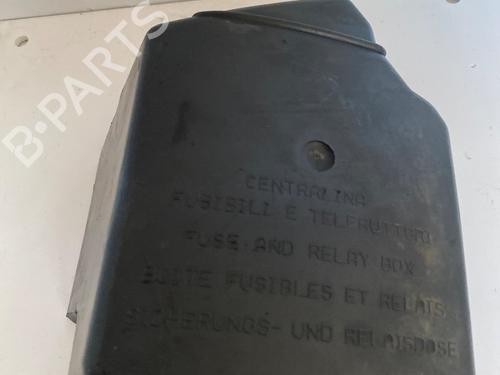 B-PARTS
CENTRALINA
FUSIBILI E TELERUTTORI
FUSE AND RELAY BOX
BOITE FUSIBLES ET RELAIS
SICHERUNGS- UND RELAISDOSE